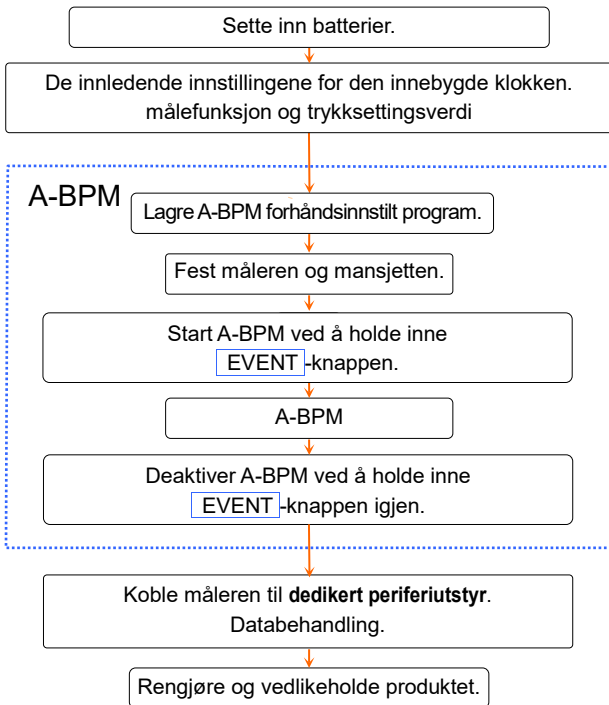 Sette inn batterier.
De innledende innstillingene for den innebygde klokken.
målefunksjon og trykksettingsverdi
A-BPM
Lagre A-BPM forhåndsinnstilt program.
Fest måleren og mansjetten.
Start A-BPM ved å holde inne
EVENT -knappen.
A-BPM
Deaktiver A-BPM ved å holde inne
EVENT -knappen igjen.
Koble måleren til dedikert periferiutstyr.
Databehandling.
Rengjøre og vedlikeholde produktet.